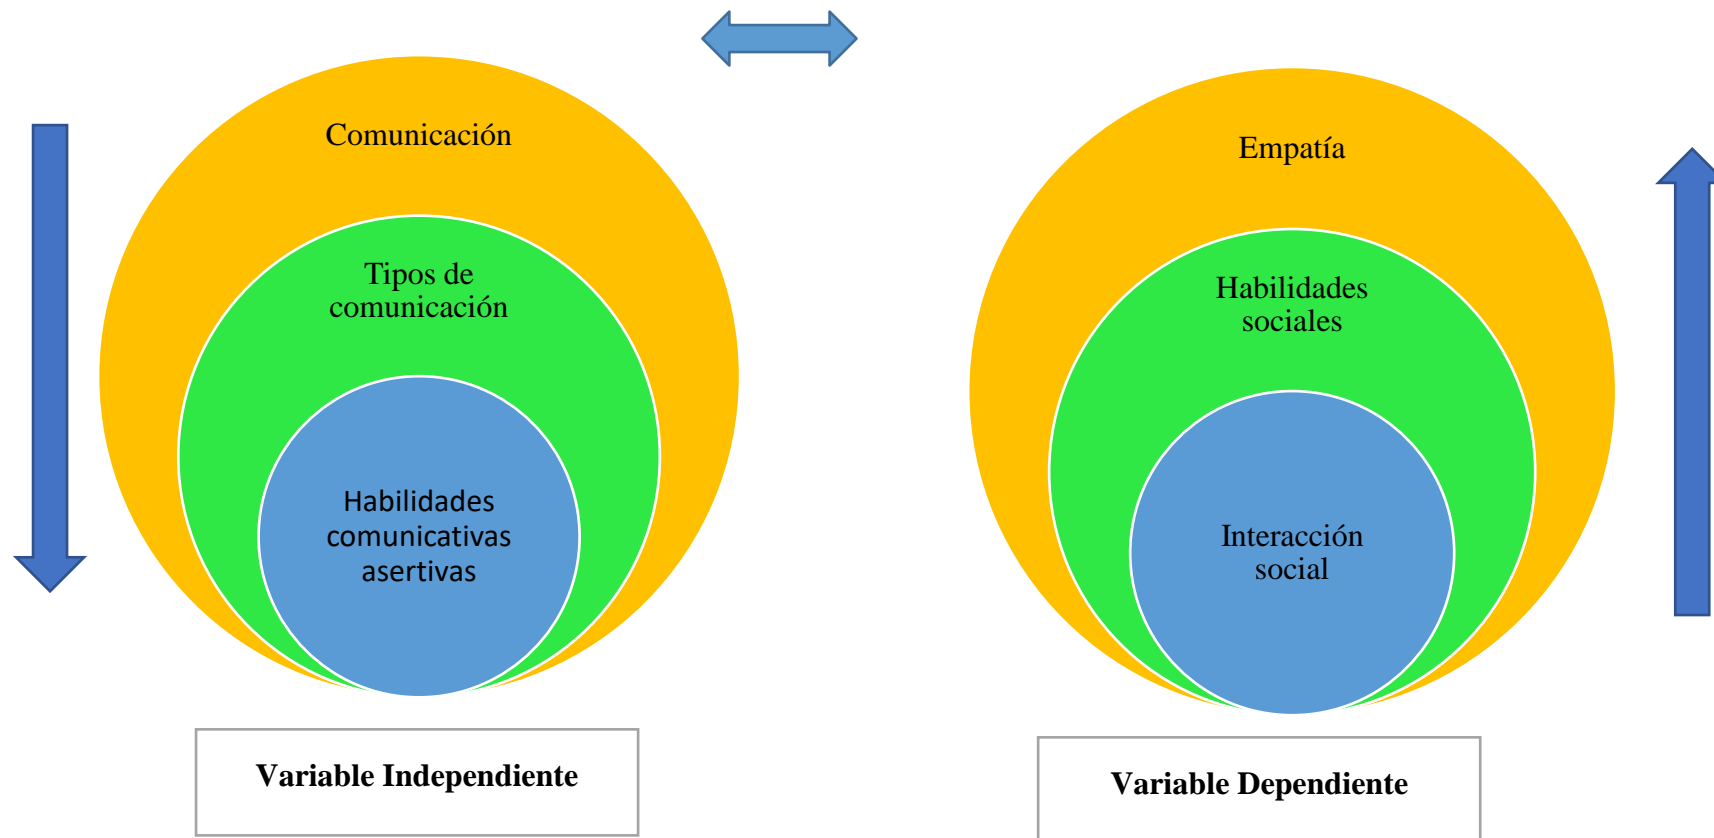 Comunicación
Tipos de
comunicación
Habilidades
comunicativas
asertivas
Variable Independiente
Empatía
Habilidades
sociales
Interacción
social
Variable Dependiente